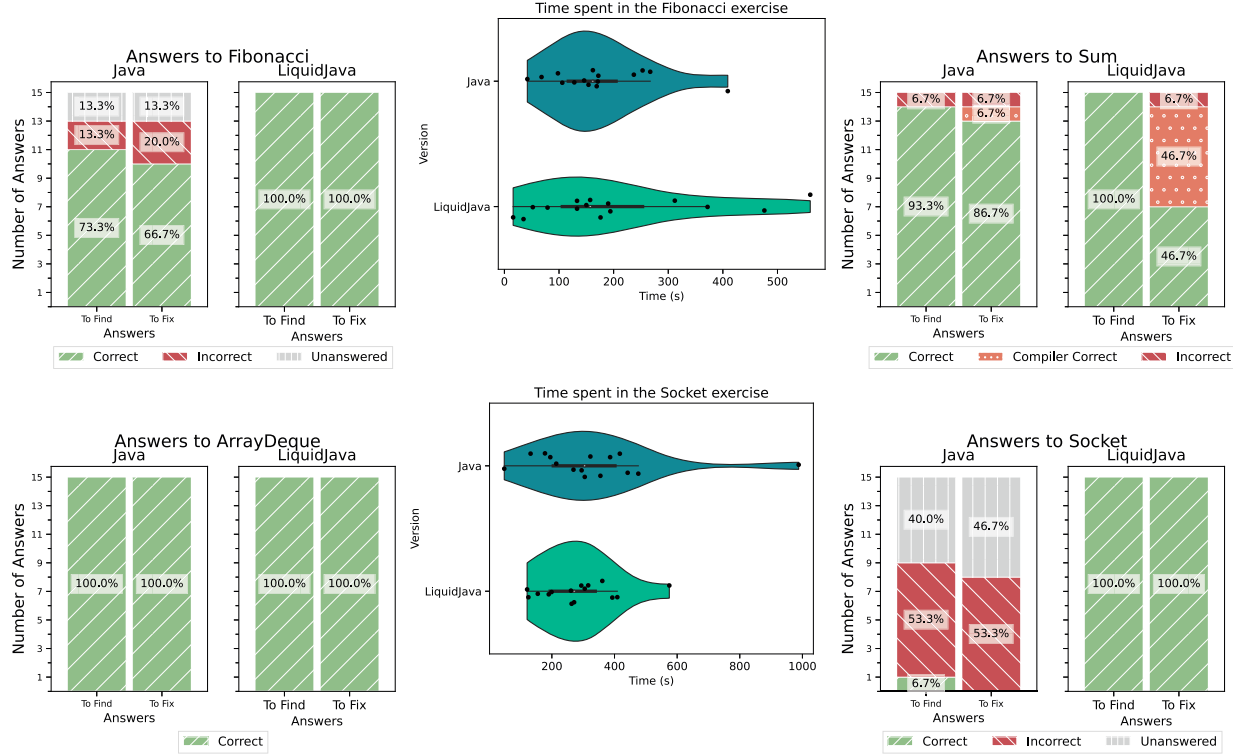 Answers to Fibonacci
Java
LiquidJava
Number of Answers
15
13
11
9
7
5
3
1
13.3%
13.3%
13.3%
20.0%
73.3%
66.7%
100.0%
100.0%
To Find
To Fix
To Find
To Fix
Answers
Answers
Correct
Incorrect
Unanswered
Time spent in the Fibonacci exercise
Version
Java
LiquidJava
0
100
200
300
400
500
Time (s)
Answers to Sum
Java
LiquidJava
Number of Answers
15
13
11
9
7
5
3
1
6.7%
6.7%
6.7%
93.3%
86.7%
100.0%
6.7%
46.7%
46.7%
To Find
To Fix
To Find
To Fix
Answers
Answers
Correct
Compiler Correct
Incorrect
Answers to ArrayDeque
Java
LiquidJava
Number of Answers
15
13
11
9
7
5
3
1
100.0%
100.0%
100.0%
100.0%
To Find
To Fix
To Find
To Fix
Answers
Answers
Correct
Time spent in the Socket exercise
Version
Java
LiquidJava
200
400
600
800
1000
Time (s)
Answers to Socket
Java
LiquidJava
Number of Answers
15
13
11
9
7
5
3
1
40.0%
46.7%
53.3%
53.3%
6.7%
100.0%
100.0%
To Find
To Fix
To Find
To Fix
Answers
Answers
Correct
Incorrect
Unanswered